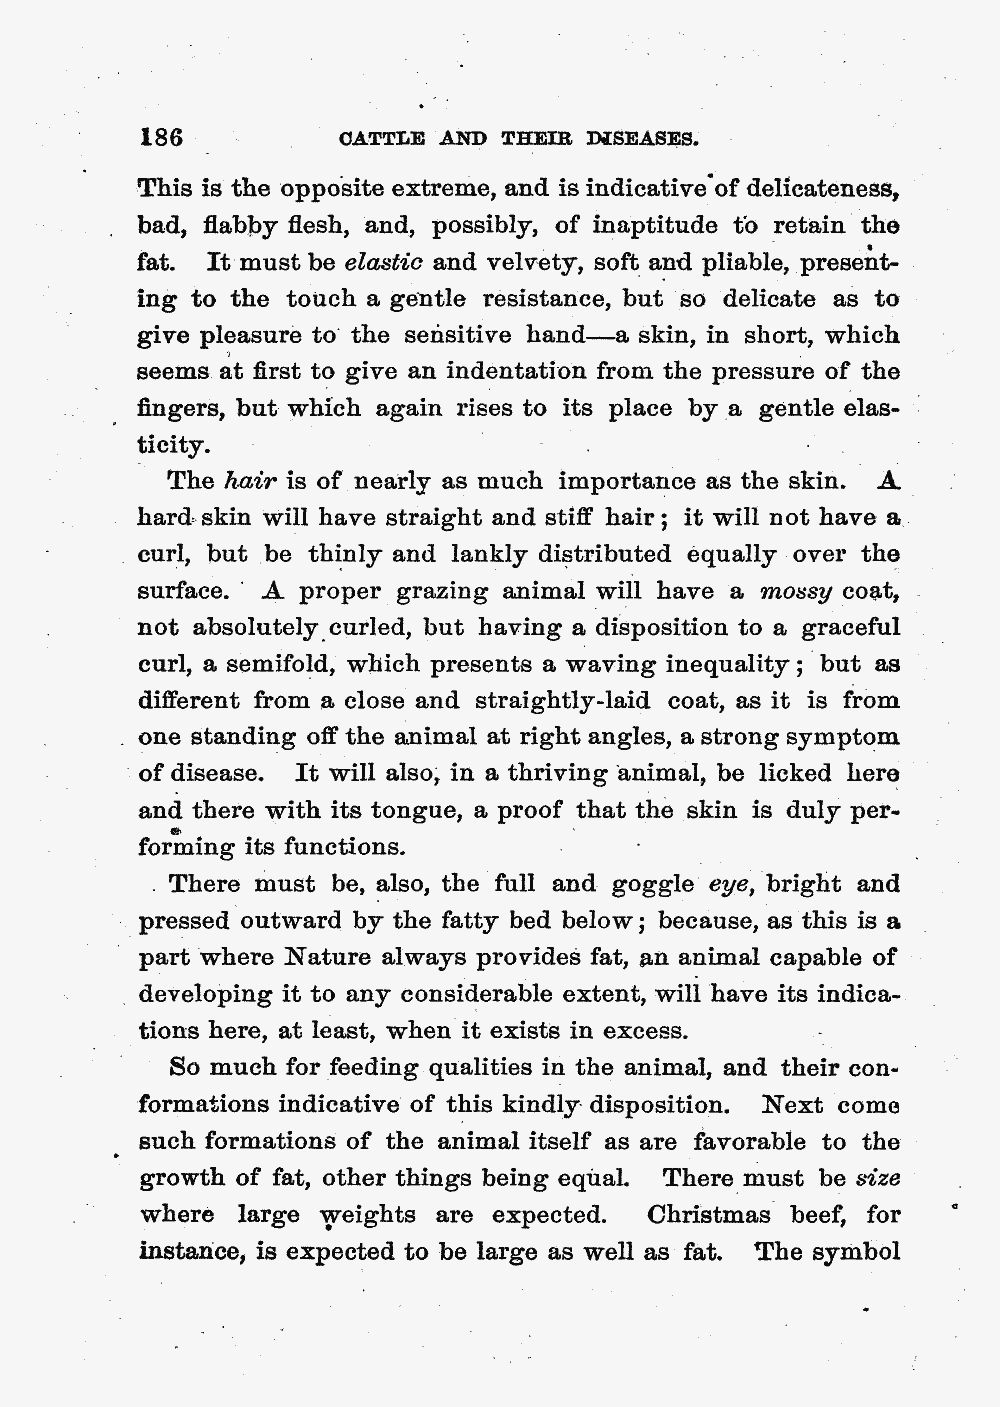 186 CATTLE AND THEIR DISEASES.
This is the opposite extreme, and is indicative of delicateness,
bad, flabby flesh, and, possibly, of inaptitude to retain the
fat. It must be elastic and velvety, soft and pliable, present-
ing to the touch a gentle resistance, but so delicate as to
give pleasure to the sensitive hand—a skin, in short, which
seems at first to give an indentation from the pressure of the
fingers, but which again rises to its place by a gentle elas-
ticity.
The hair is of nearly as much importance as the skin. A
hard skin will have straight and stiff hair; it will not have a
curl, but be thinly and lankly distributed equally over the
surface. A proper grazing animal will have a mossy coat,
not absolutely curled, but having a disposition to a graceful
curl, a semifold, which presents a waving inequality; but as
different from a close and straightly-laid coat, as it is from
one standing off the animal at right angles, a strong symptom
of disease. It will also, in a thriving animal, be licked here
and there with its tongue, a proof that the skin is duly per-
forming its functions.
There must be, also, the full and goggle eye, bright and
pressed outward by the fatty bed below; because, as this is a
part where Nature always provides fat, an animal capable of
developing it to any considerable extent, will have its indica-
tions here, at least, when it exists in excess.
So much for feeding qualities in the animal, and their con-
formations indicative of this kindly disposition. Next come
such formations of the animal itself as are favorable to the
growth of fat, other things being equal. There must be size
where large weights are expected. Christmas beef, for
instance, is expected to be large as well as fat. The symbol